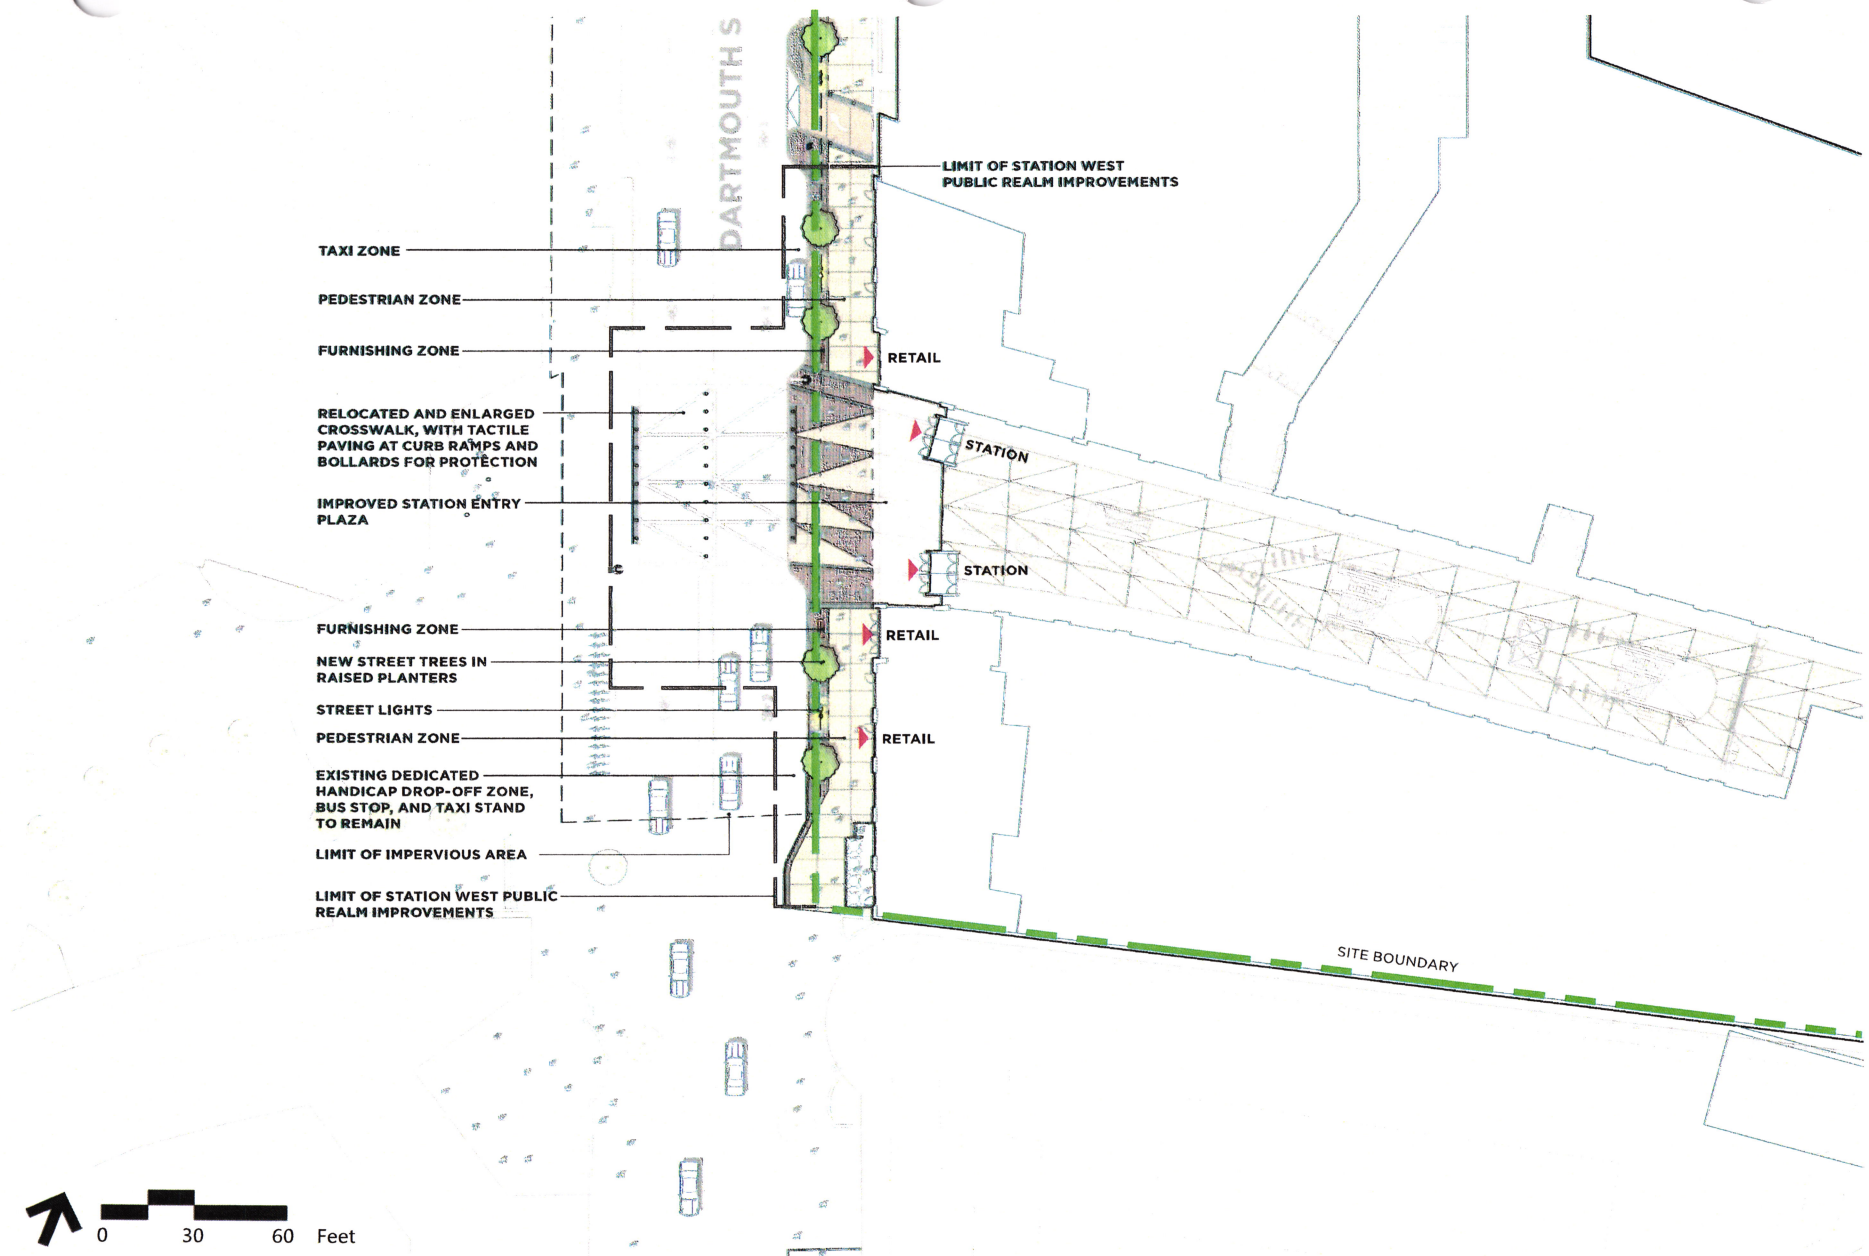 DARTMOUTH S
LIMIT OF STATION WEST
PUBLIC REALM IMPROVEMENTS
TAXI ZONE
PEDESTRIAN ZONE
FURNISHING ZONE
RETAIL
RELOCATED AND ENLARGED
CROSSWALK, WITH TACTILE
PAVING AT CURB RAMPS AND
BOLLARDS FOR PROTECTION
STATION
IMPROVED STATION ENTRY
PLAZA
STATION
FURNISHING ZONE
RETAIL
NEW STREET TREES IN
RAISED PLANTERS
STREET LIGHTS
PEDESTRIAN ZONE
RETAIL
EXISTING DEDICATED
HANDICAP DROP-OFF ZONE,
BUS STOP, AND TAXI STAND
TO REMAIN
LIMIT OF IMPERVIOUS AREA
LIMIT OF STATION WEST PUBLIC
REALM IMPROVEMENTS
SITE BOUNDARY
0 30 60 Feet